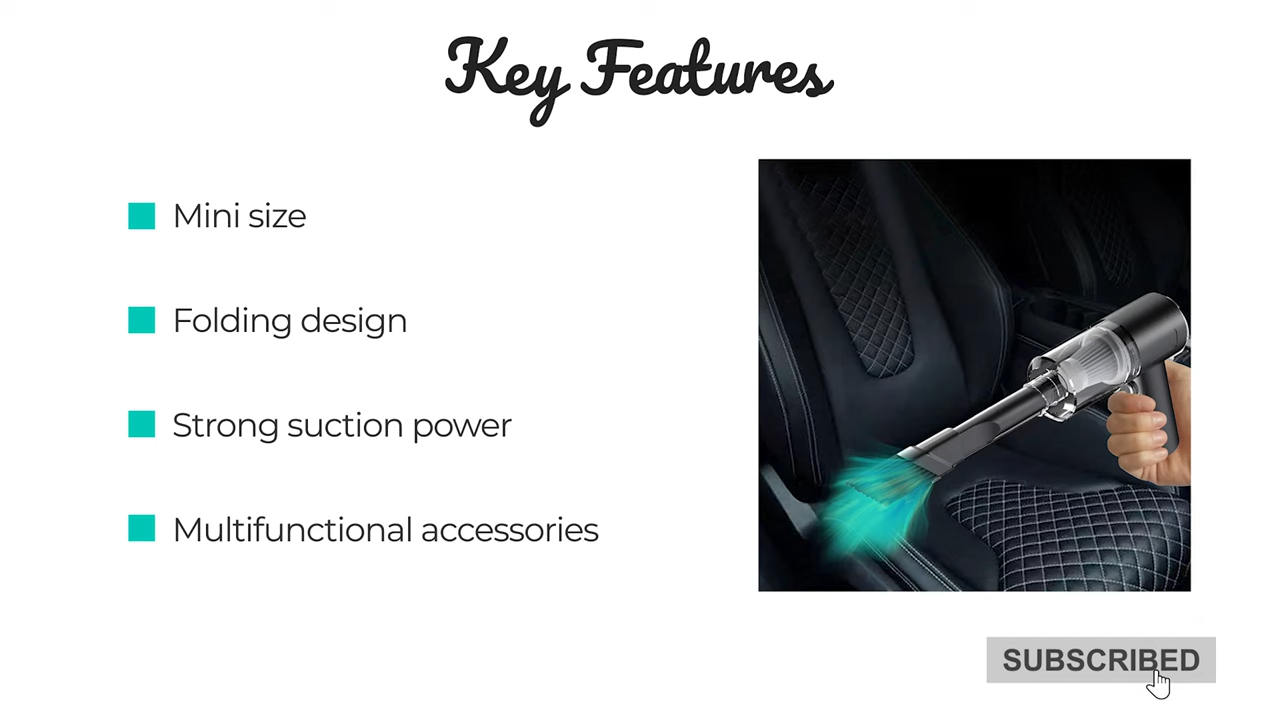 Key Features
Mini size
Folding design
Strong suction power
Multifunctional accessories
SUBSCRIBED